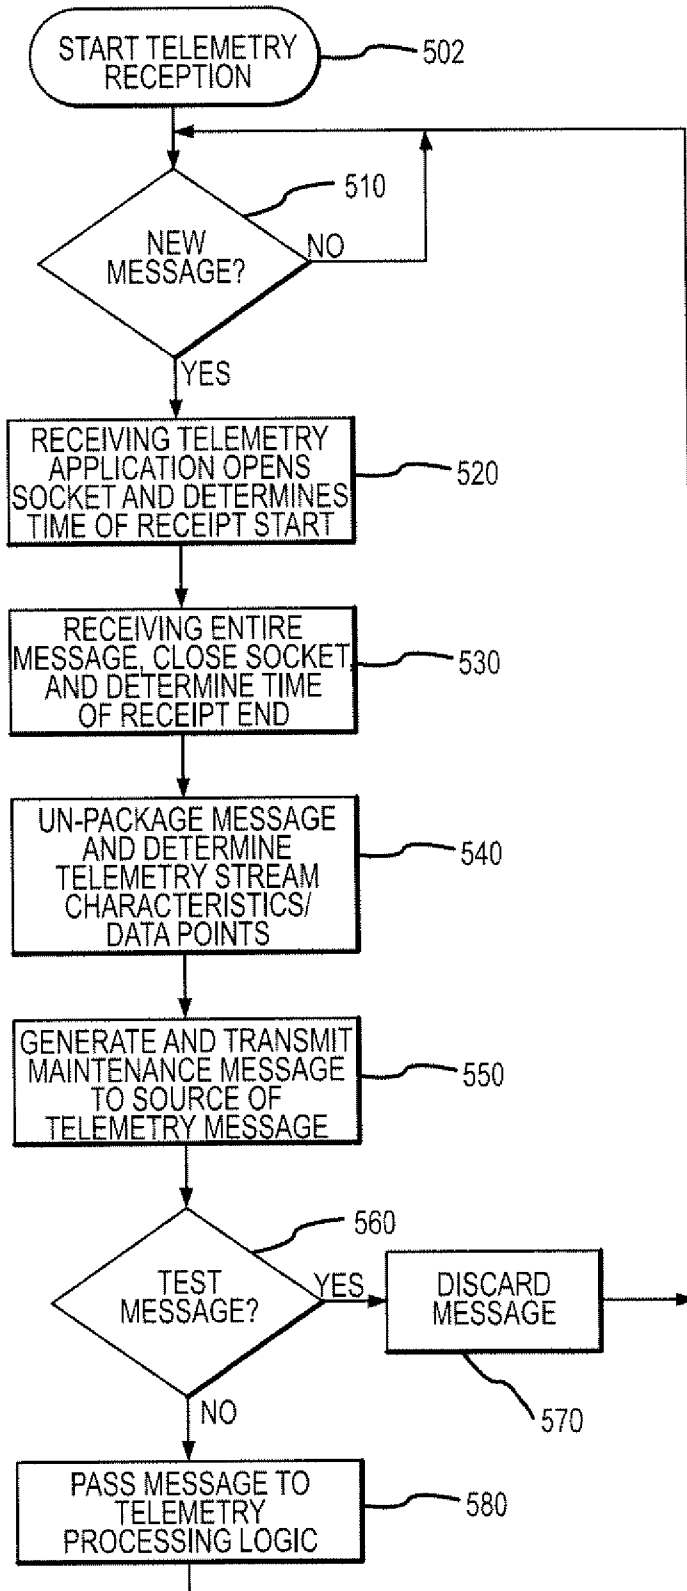 START TELEMETRY
RECEPTION
502
510
NEW
MESSAGE?
NO
YES
RECEIVING TELEMETRY
APPLICATION OPENS
SOCKET AND DETERMINES
TIME OF RECEIPT START
520
RECEIVING ENTIRE
MESSAGE, CLOSE SOCKET
AND DETERMINE TIME
OF RECEIPT END
530
UN-PACKAGE MESSAGE
AND DETERMINE
TELEMETRY STREAM
CHARACTERISTICS/
DATA POINTS
540
GENERATE AND TRANSMIT
MAINTENANCE MESSAGE
TO SOURCE OF
TELEMETRY MESSAGE
550
560
TEST
MESSAGE?
YES
DISCARD
MESSAGE
570
NO
PASS MESSAGE TO
TELEMETRY
PROCESSING LOGIC
580